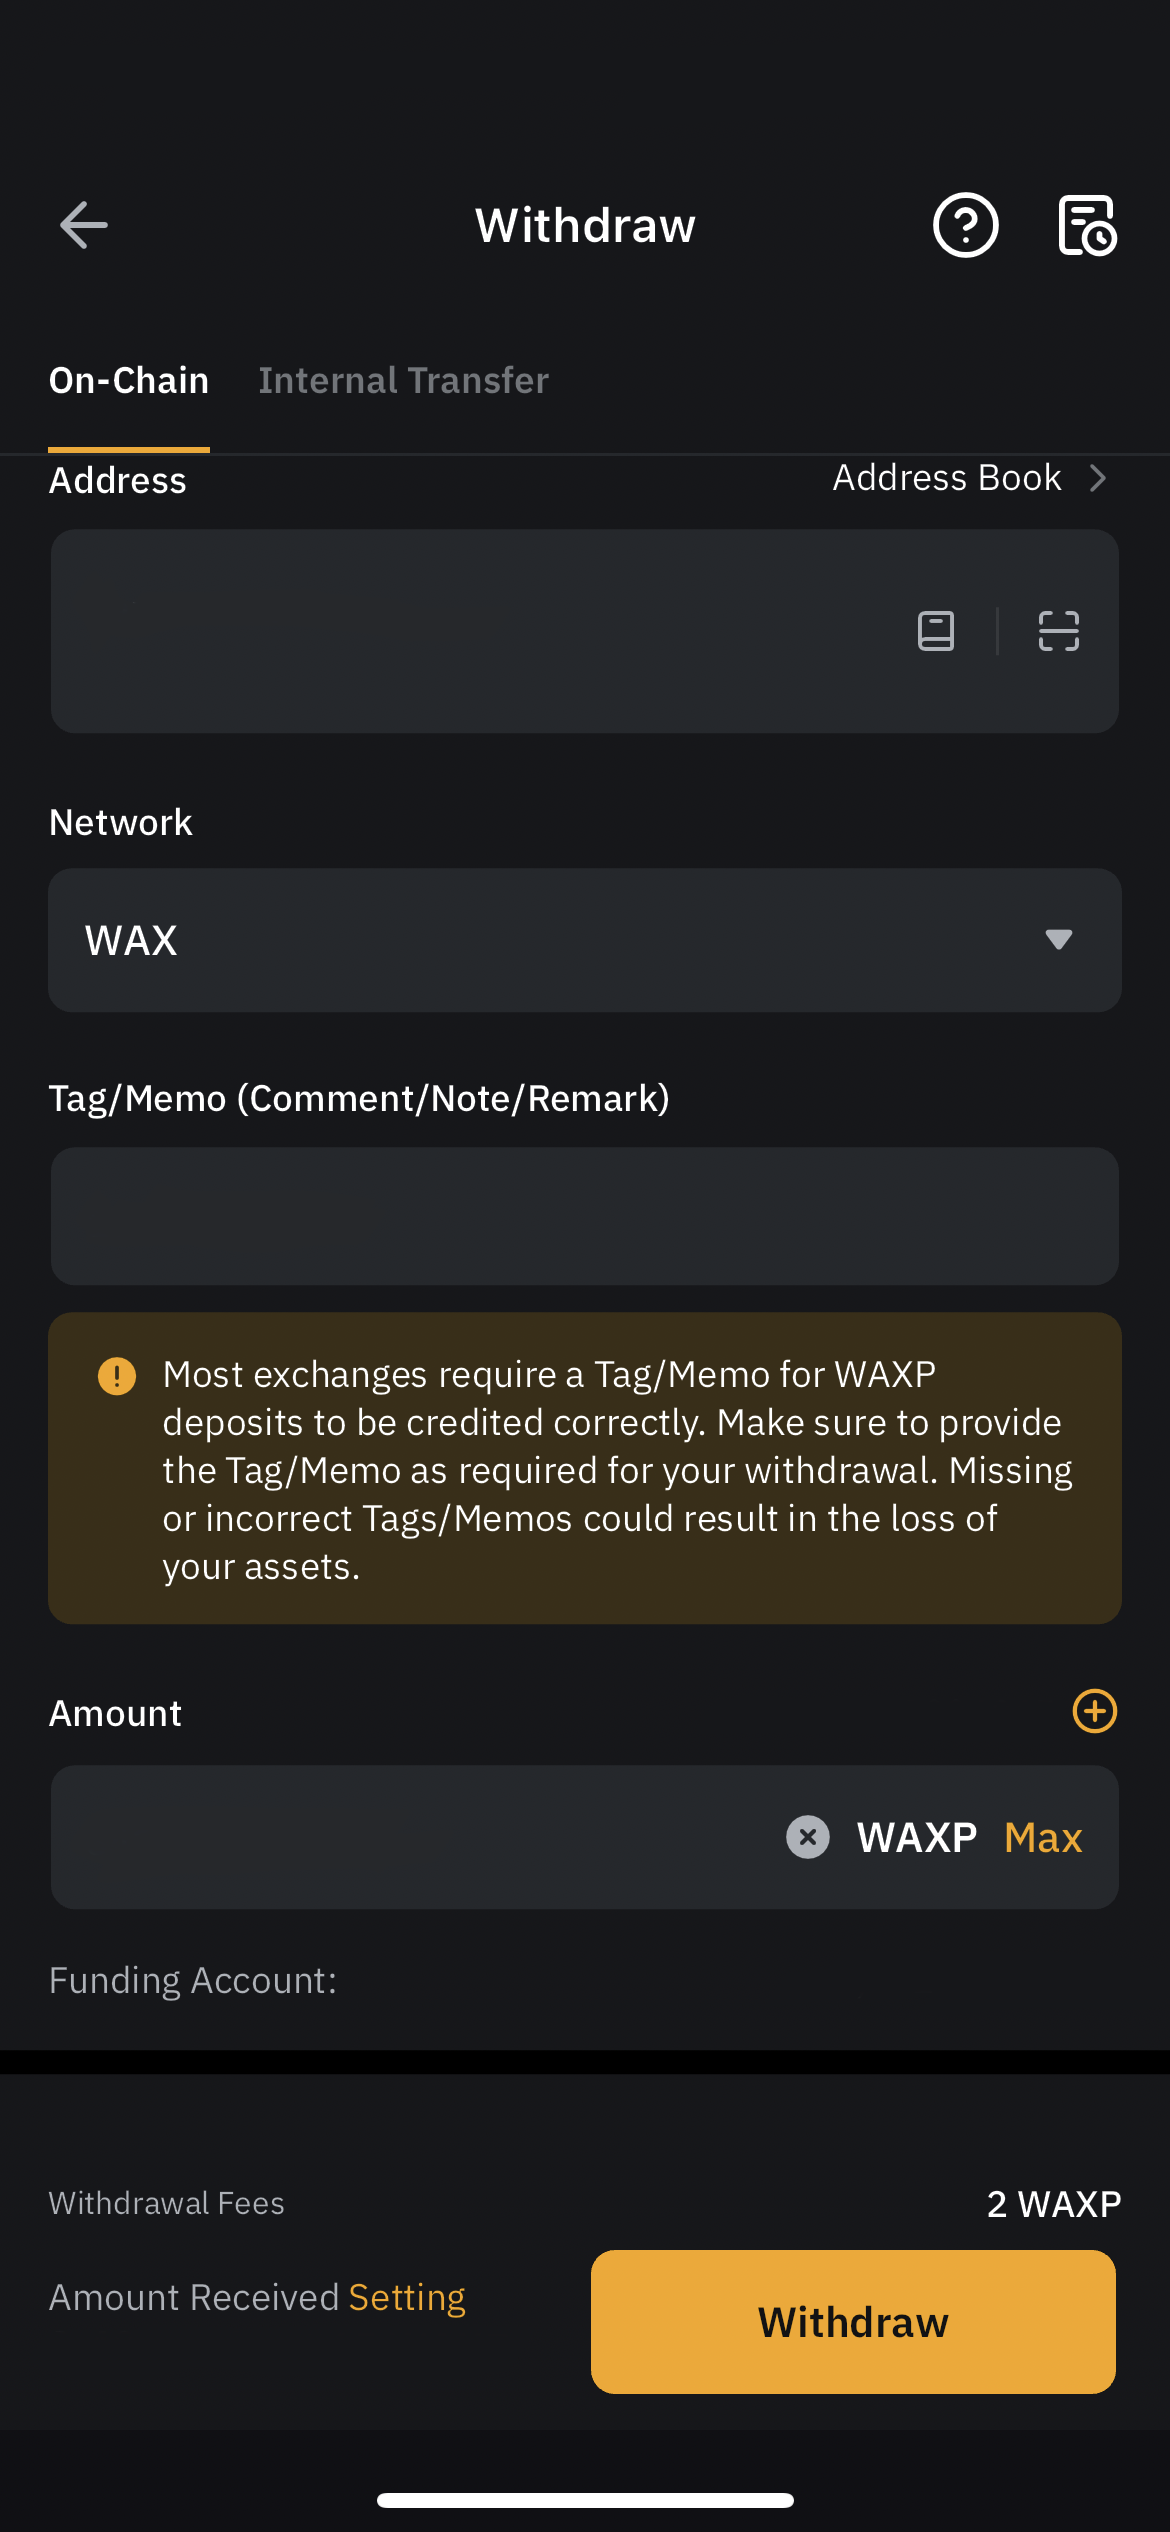 Withdraw
On-Chain Internal Transfer
Address Address Book
Network
WAX
Tag/Memo (Comment/Note/Remark)
Most exchanges require a Tag/Memo for WAXP
deposits to be credited correctly. Make sure to provide
the Tag/Memo as required for your withdrawal. Missing
or incorrect Tags/Memos could result in the loss of
your assets.
Amount
WAXP Max
Funding Account:
Withdrawal Fees 2 WAXP
Amount Received Setting
Withdraw